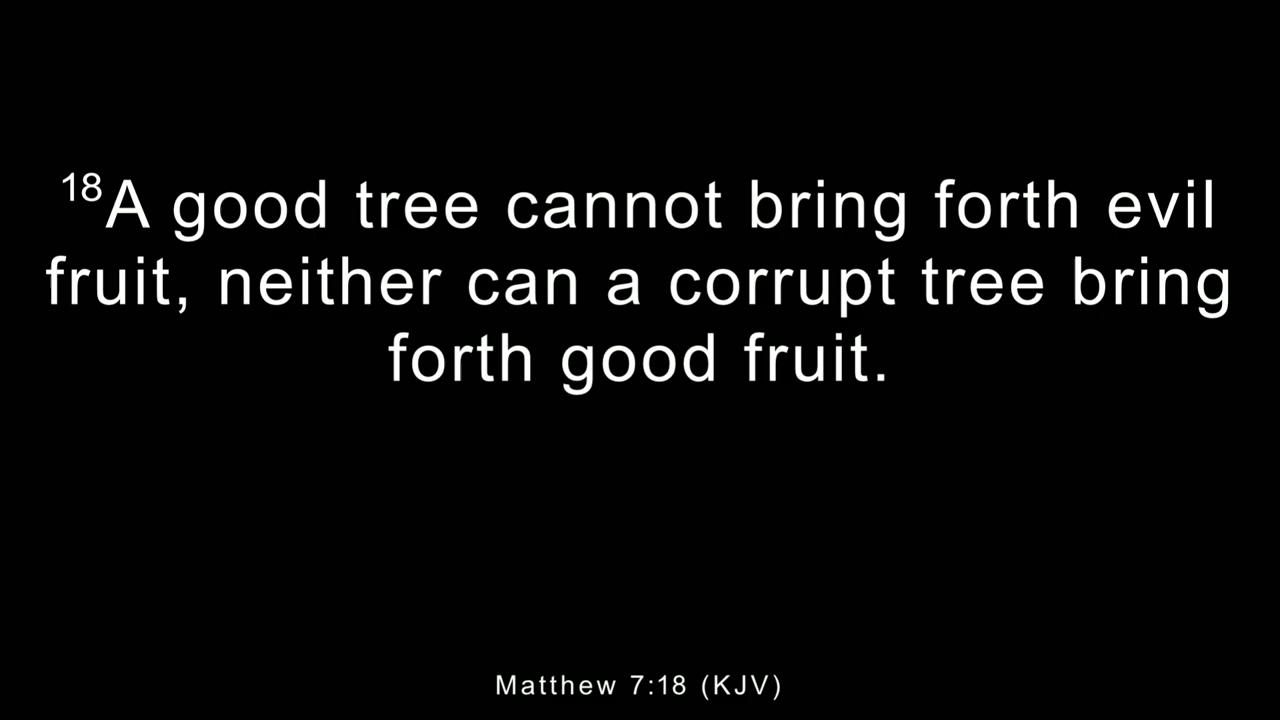 18A good tree cannot bring forth evil
fruit, neither can a corrupt tree bring
forth good fruit.
Matthew 7:18 (KJV)